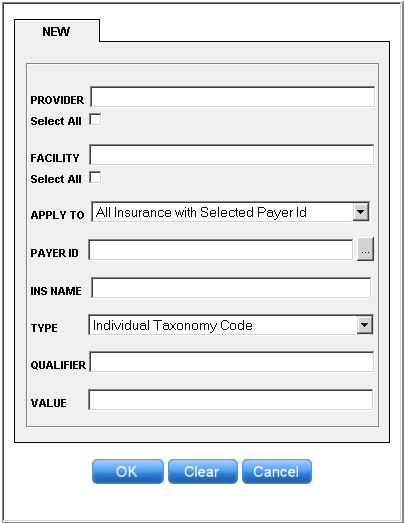 NEW
PROVIDER
Select All
FACILITY
Select All
APPLY TO All Insurance with Selected Payer Id
PAYER ID ...
INS NAME
TYPE Individual Taxonomy Code
QUALIFIER
VALUE
OK Clear Cancel